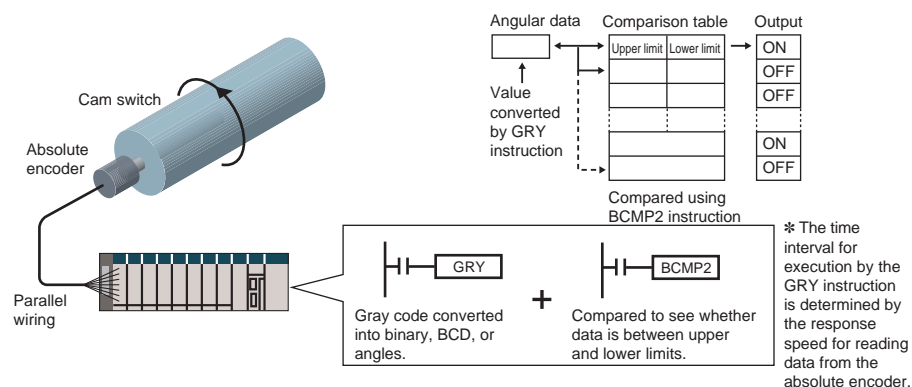 Angular data
Comparison table
Output
Upper limit
Lower limit
ON
OFF
OFF
ON
OFF
Value
converted
by GRY
instruction
Compared using
BCMP2 instruction
Cam switch
Absolute
encoder
Parallel
wiring
GRY
Gray code converted
into binary, BCD, or
angles.
+
BCMP2
Compared to see whether
data is between upper
and lower limits.
✻ The time
interval for
execution by the
GRY instruction
is determined by
the response
speed for reading
data from the
absolute encoder.